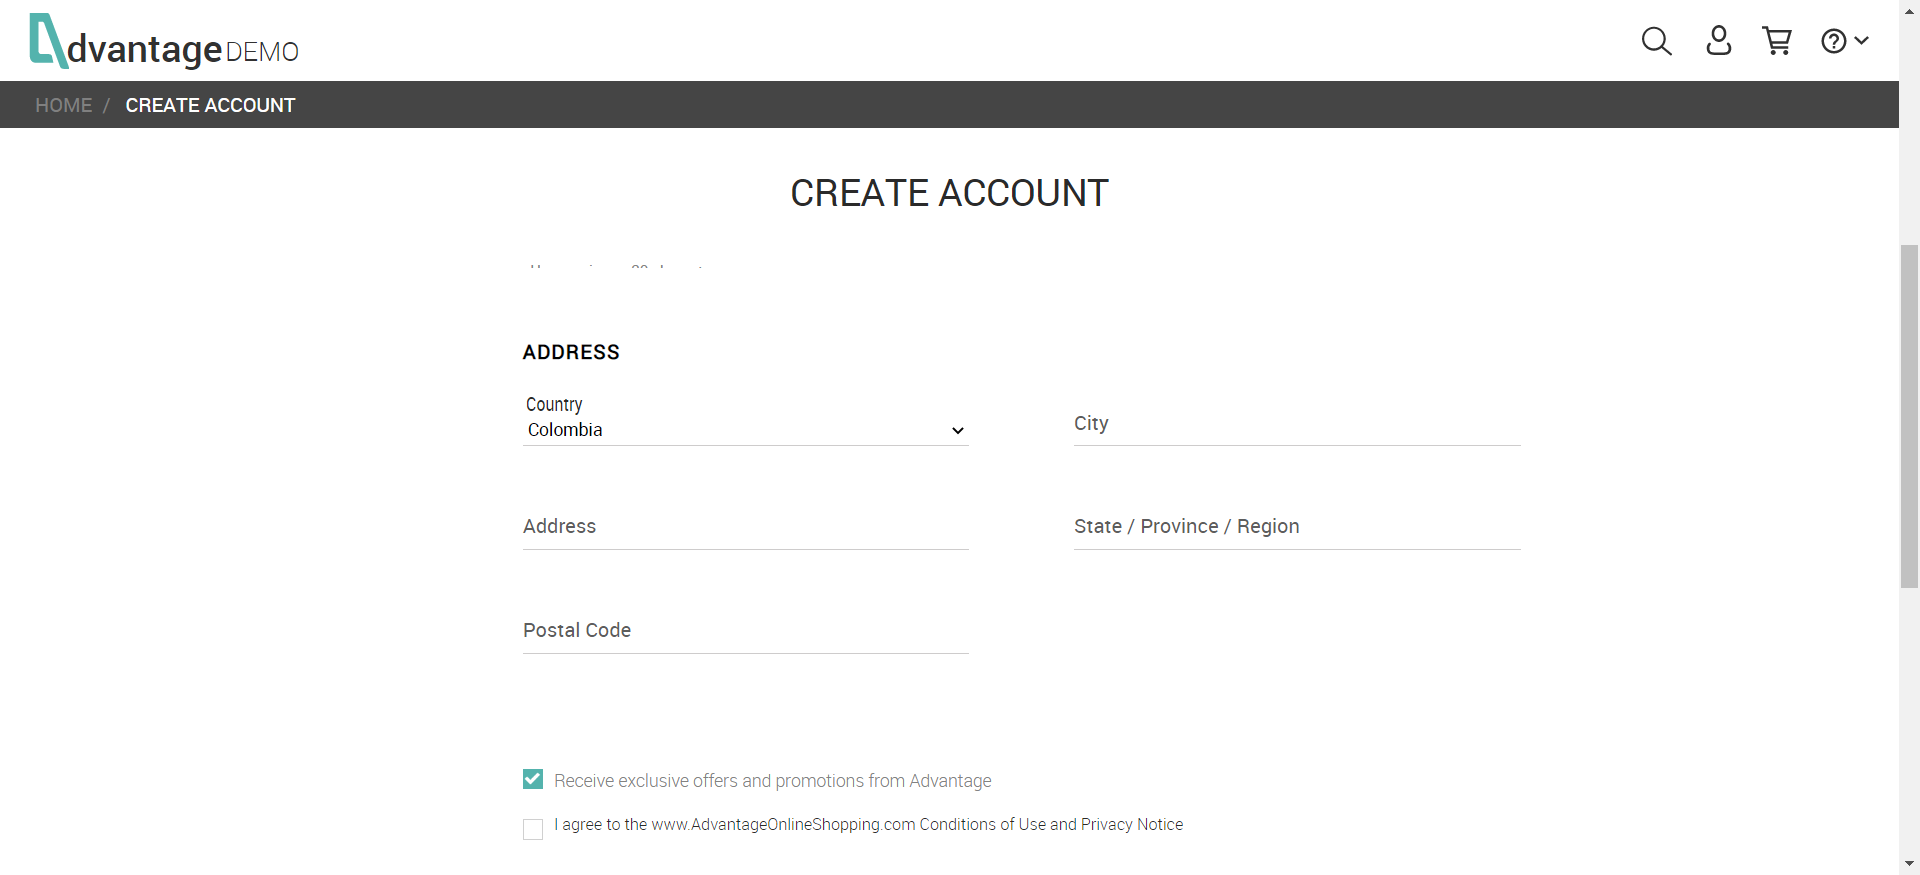 dvantage DEMO
HOME / CREATE ACCOUNT
CREATE ACCOUNT
ADDRESS
Country
Colombia
City
Address
State / Province / Region
Postal Code
Receive exclusive offers and promotions from Advantage
I agree to the www.AdvantageOnlineShopping.com Conditions of Use and Privacy Notice